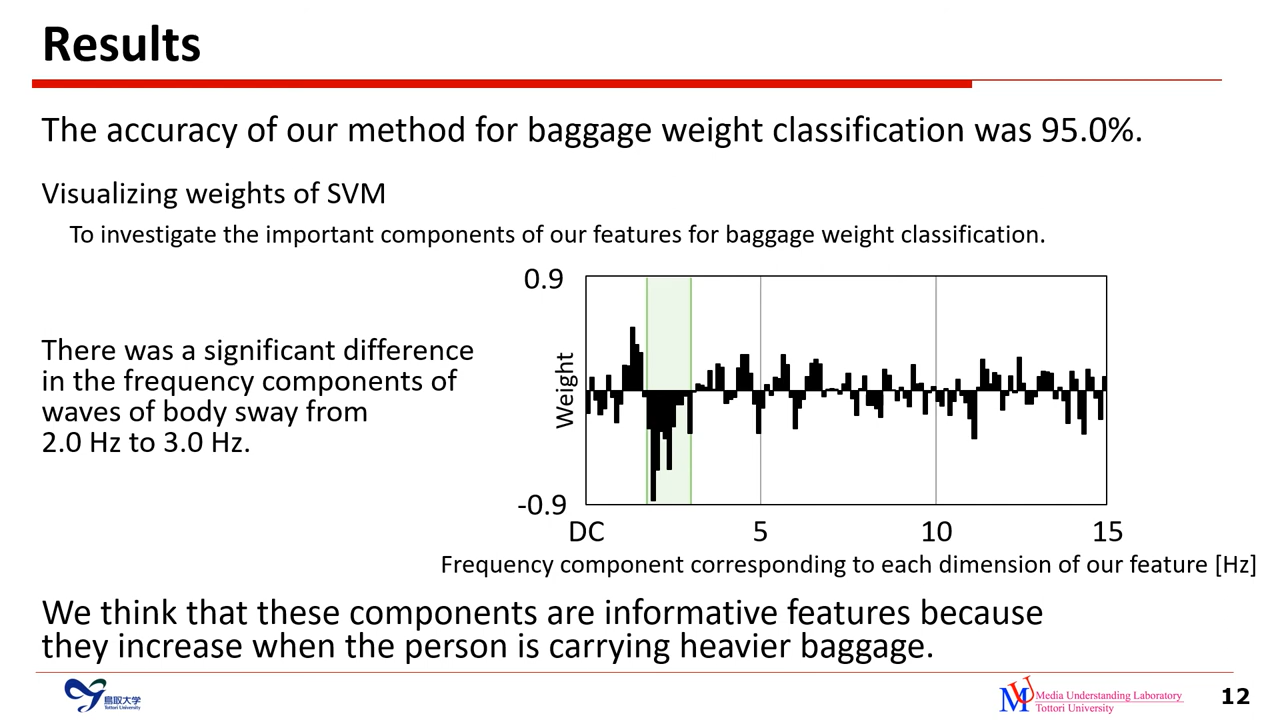 Results
The accuracy of our method for baggage weight classification was 95.0%.
Visualizing weights of SVM
To investigate the important components of our features for baggage weight classification.
There was a significant difference
in the frequency components of
waves of body sway from
2.0 Hz to 3.0 Hz.
0.9
Weight
-0.9
DC 5 10 15
Frequency component corresponding to each dimension of our feature [Hz]
We think that these components are informative features because
they increase when the person is carrying heavier baggage.
鳥取大学
Tottori University
MU Media Understanding Laboratory
Tottori University
12